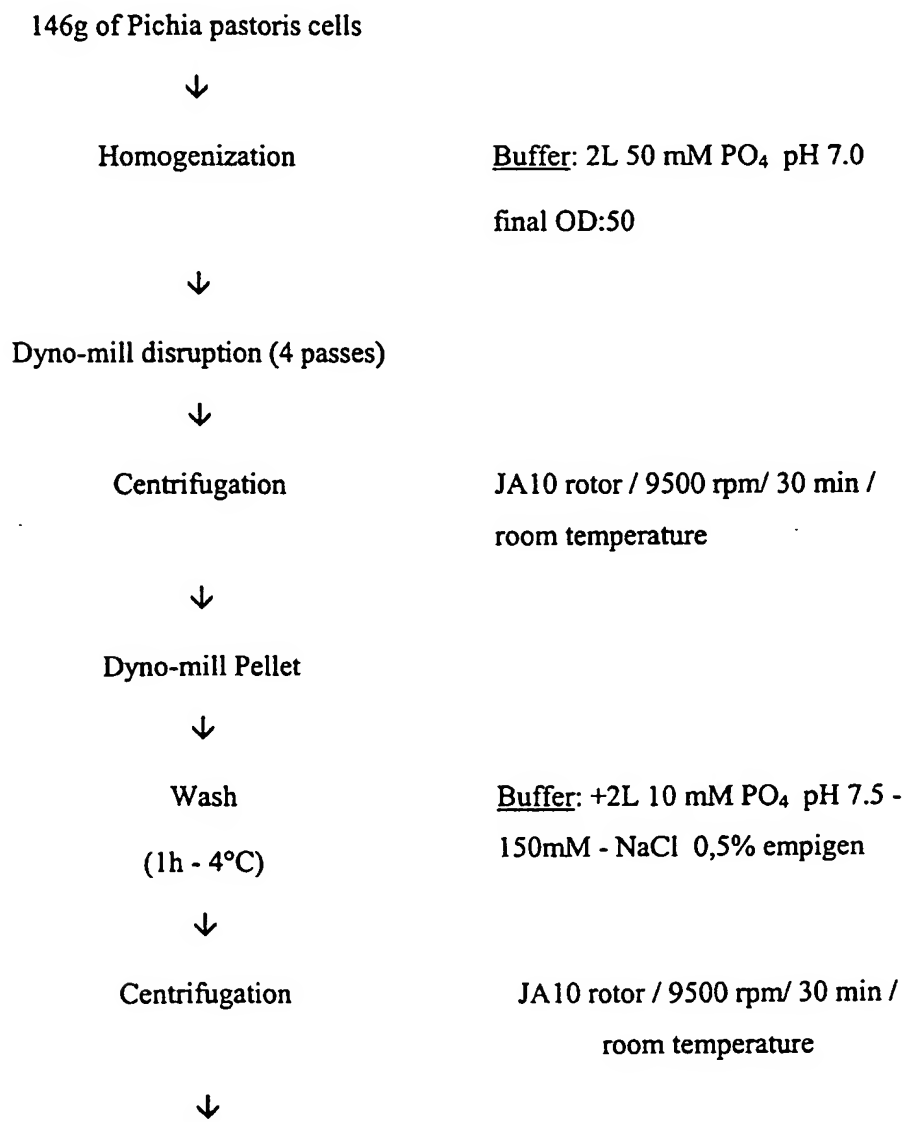 146g of Pichia pastoris cells
↓
Homogenization Buffer: 2L 50 mM PO₄ pH 7.0
final OD:50
↓
Dyno-mill disruption (4 passes)
↓
Centrifugation JA10 rotor / 9500 rpm/ 30 min /
room temperature
↓
Dyno-mill Pellet
↓
Wash Buffer: +2L 10 mM PO₄ pH 7.5 -
(1h - 4°C) 150mM - NaCl 0,5% empigen
↓
Centrifugation JA10 rotor / 9500 rpm/ 30 min /
room temperature
↓